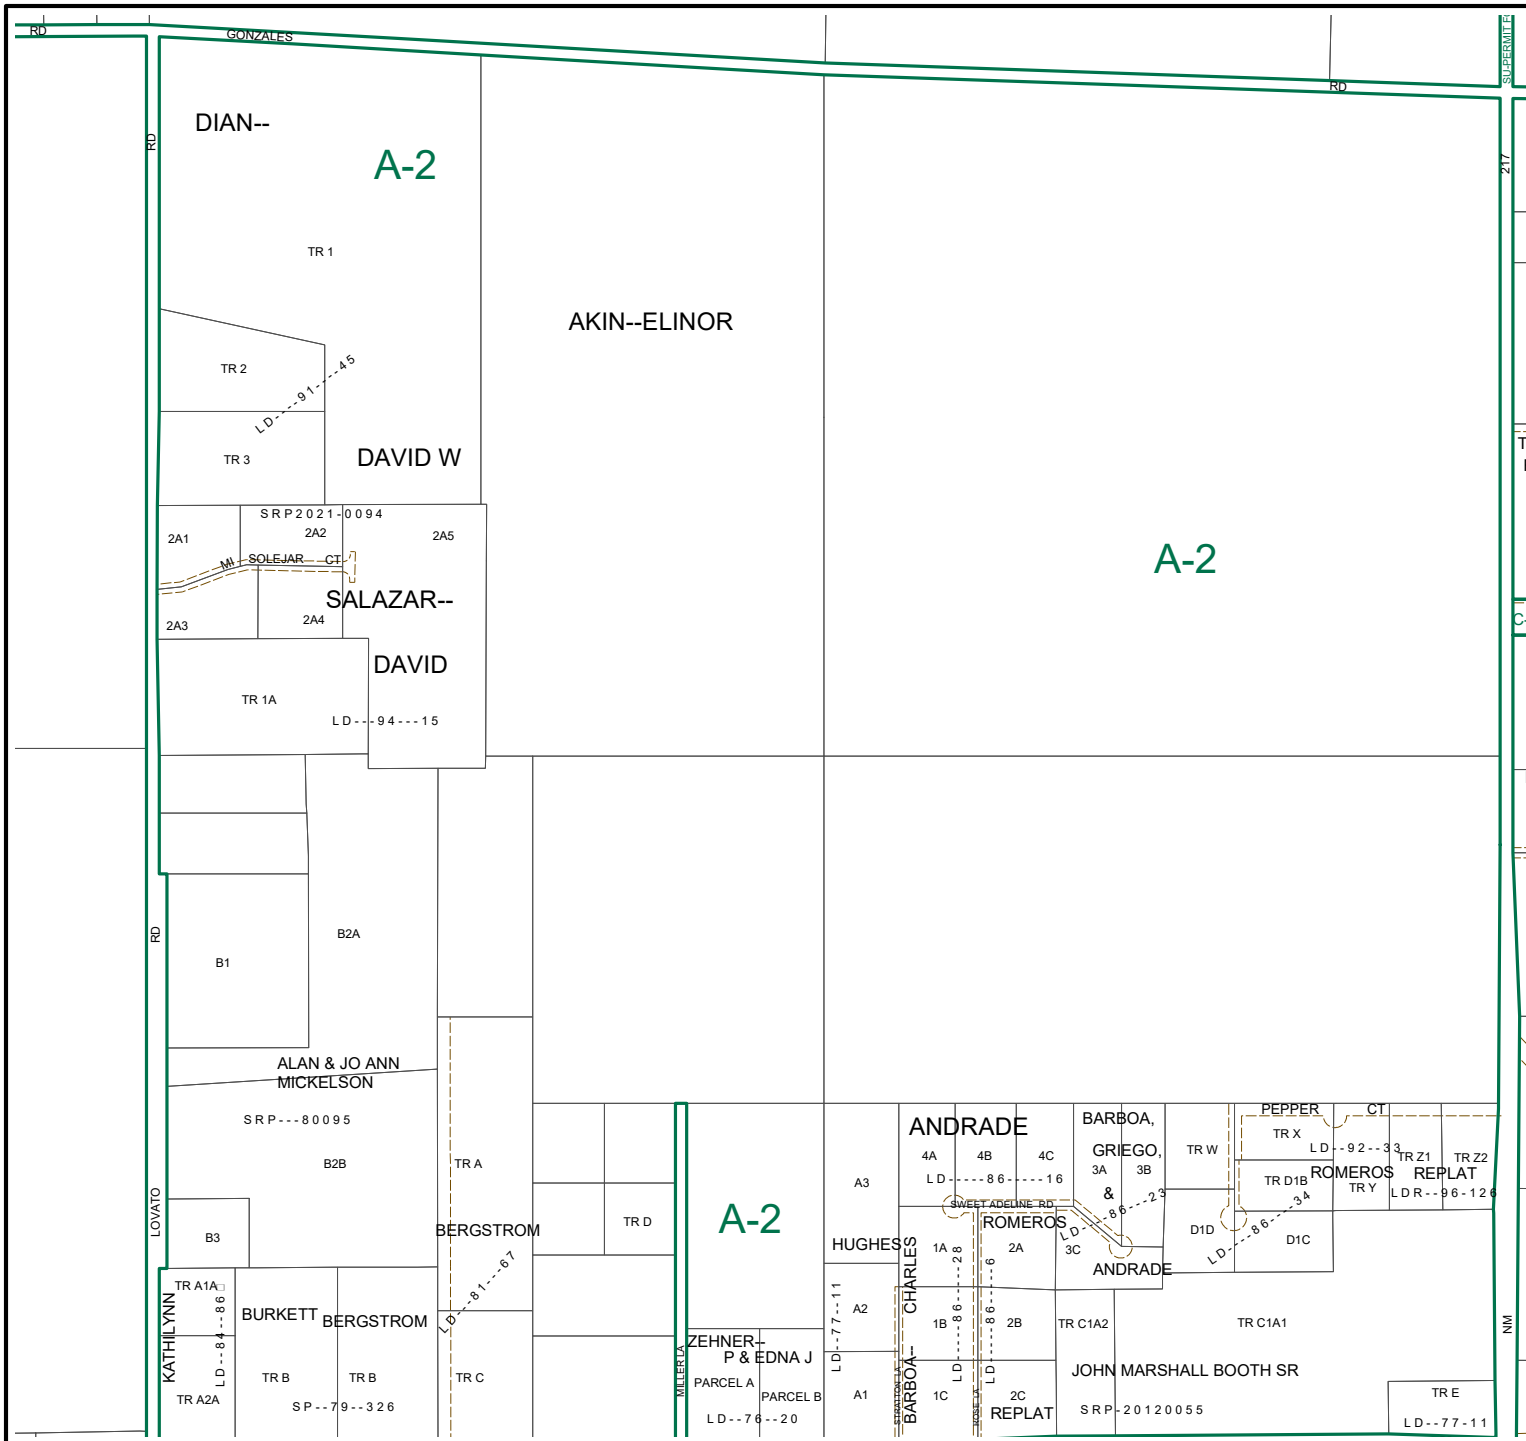 RD
GONZALES
RD
SU-PERMIT
217
RD
DIAN--
A-2
TR 1
AKIN--ELINOR
TR 2
LD-----91----45
TR 3
DAVID W
SRP2021-0094
2A1
2A2
2A5
MI SOLEJAR CT
A-2
SALAZAR--
2A3
2A4
DAVID
TR 1A
LD---94---15
RD
B2A
B1
ALAN & JO ANN
MICKELSON
SRP---80095
B2B
TR A
LOVATO
B3
TR D
BERGSTROM
LD---81---67
A-2
ANDRADE
BARBOA,
GRIEGO,
&
PEPPER CT
TR X
TR W
4A
4B
4C
3A
3B
LD-----86-----16
LD--92--33
TR Z1
TR Z2
ROMEROS REPLAT
A3
TR D1B
TR Y
LDR--96-126
SWEET ADELINE RD
LD---86--23
ROMEROS
D1D
LD----86----34
D1C
HUGHES
1A
2A
3C
ANDRADE
TR A1A
KATHILYNN
LD--84--86
BURKETT
BERGSTROM
A2
LD--77--11
BARBOA-- CHARLES
1B
LD----86---28
LD----86----6
2B
TR C1A2
TR C1A1
NM
ZEHNER--
P & EDNA J
JOHN MARSHALL BOOTH SR
TR B
TR B
TR C
MILLER LA
PARCEL A
PARCEL B
A1
STRATTON LA
1C
ROSE LA
2C
TR E
TR A2A
SP--79--326
LD--76--20
REPLAT
SRP-20120055
LD--77-11